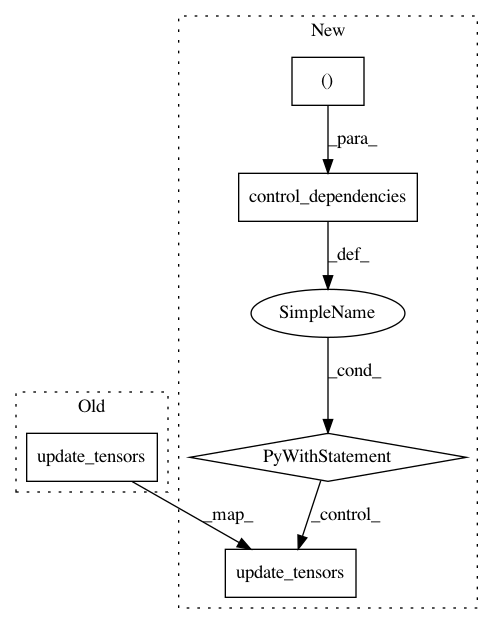 New
()
_para_
control_dependencies
_def_
SimpleName
_cond_
Old
update_tensors
PyWithStatement
_map_
_control_
update_tensors